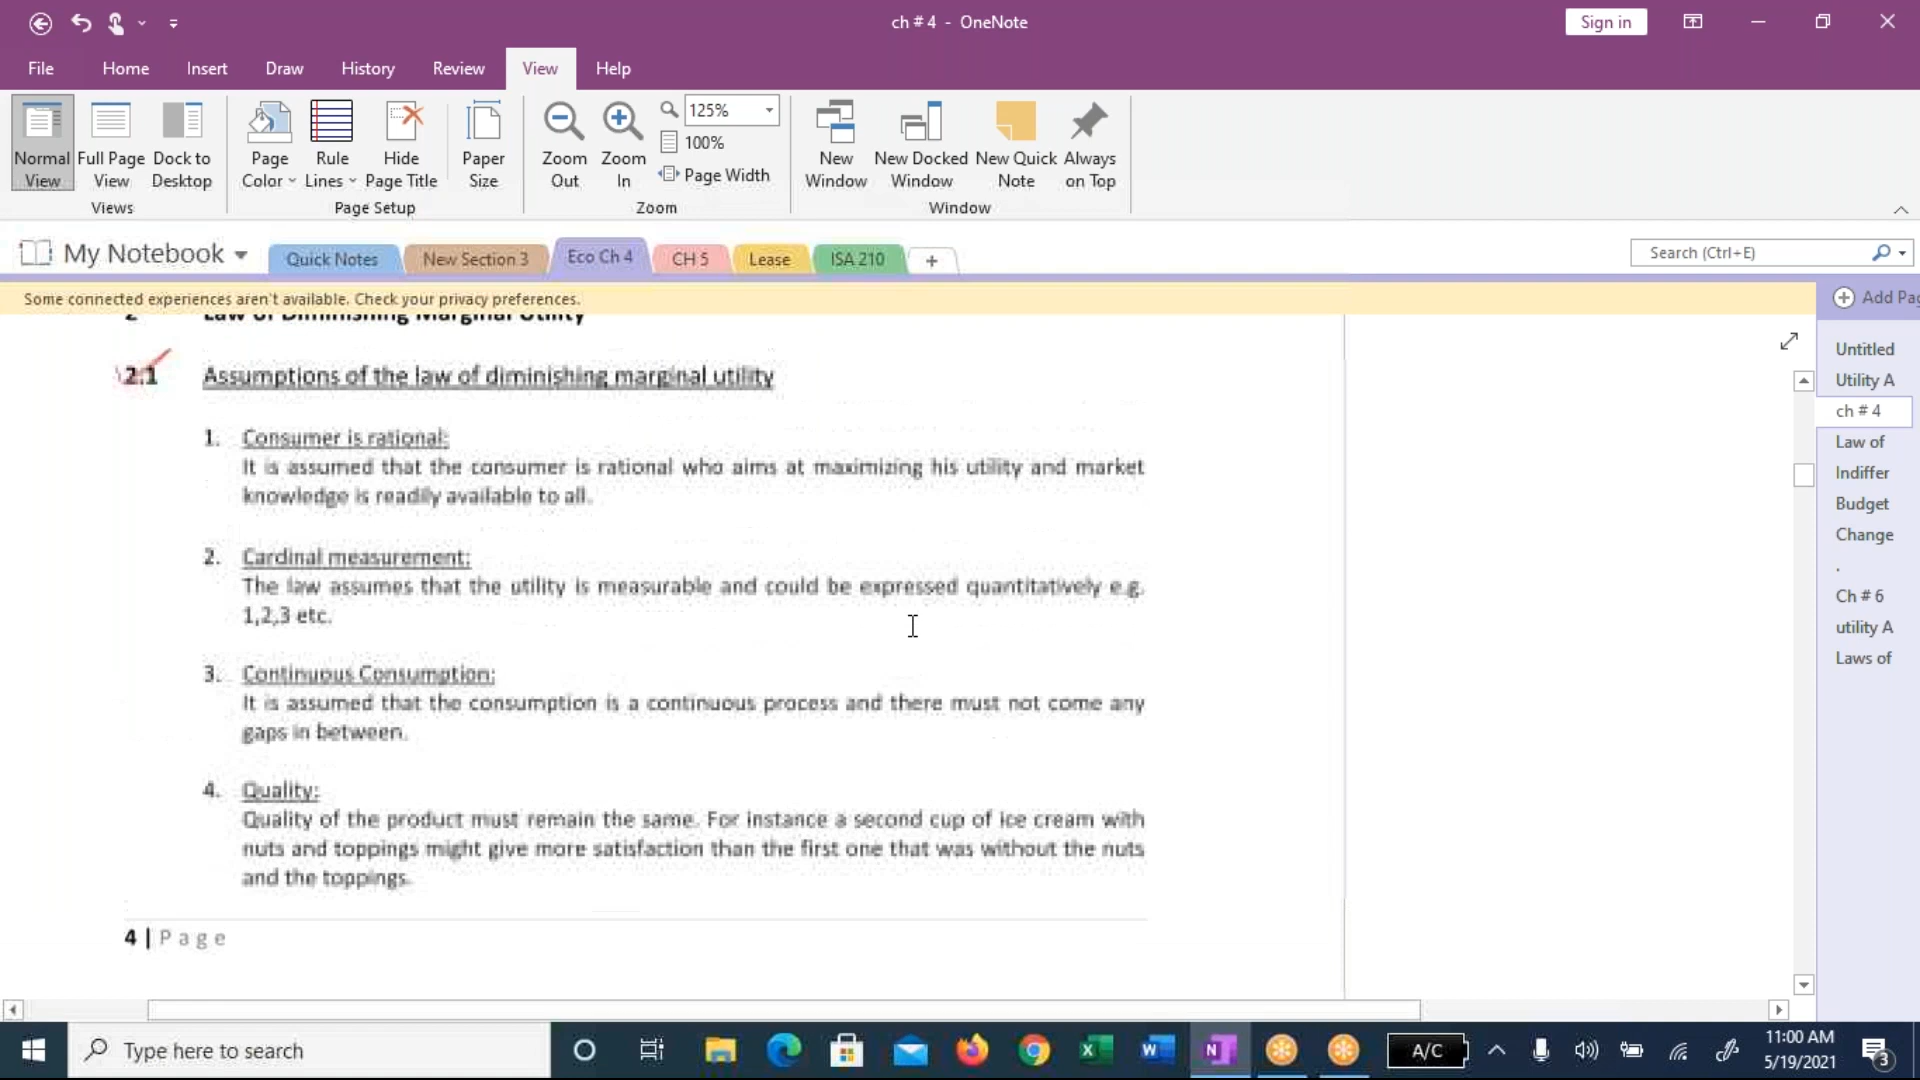 ch # 4 - OneNote
Sign in
File Home Insert Draw History Review View Help
Normal View
Full Page View
Dock to Desktop
Page Color
Rule Lines
Hide Page Title
Paper Size
Zoom Out
Zoom In
125%
100%
Page Width
New Window
New Docked Window
New Quick Note
Always on Top
Views
Page Setup
Zoom
Window
My Notebook
Quick Notes
New Section 3
Eco Ch 4
CH 5
Lease
ISA 210
+
Search (Ctrl+E)
Some connected experiences aren't available. Check your privacy preferences.
Add Pag
2 Law of Diminishing Marginal Utility
2.1 Assumptions of the law of diminishing marginal utility
1. Consumer is rational:
It is assumed that the consumer is rational who aims at maximizing his utility and market
knowledge is readily available to all.
2. Cardinal measurement:
The law assumes that the utility is measurable and could be expressed quantitatively e.g.
1,2,3 etc.
3. Continuous Consumption:
It is assumed that the consumption is a continuous process and there must not come any
gaps in between.
4. Quality:
Quality of the product must remain the same. For instance a second cup of ice cream with
nuts and toppings might give more satisfaction than the first one that was without the nuts
and the toppings.
4 | Page
Untitled
Utility A
ch # 4
Law of
Indiffer
Budget
Change
.
Ch # 6
utility A
Laws of
Type here to search
A/C
11:00 AM
5/19/2021
3